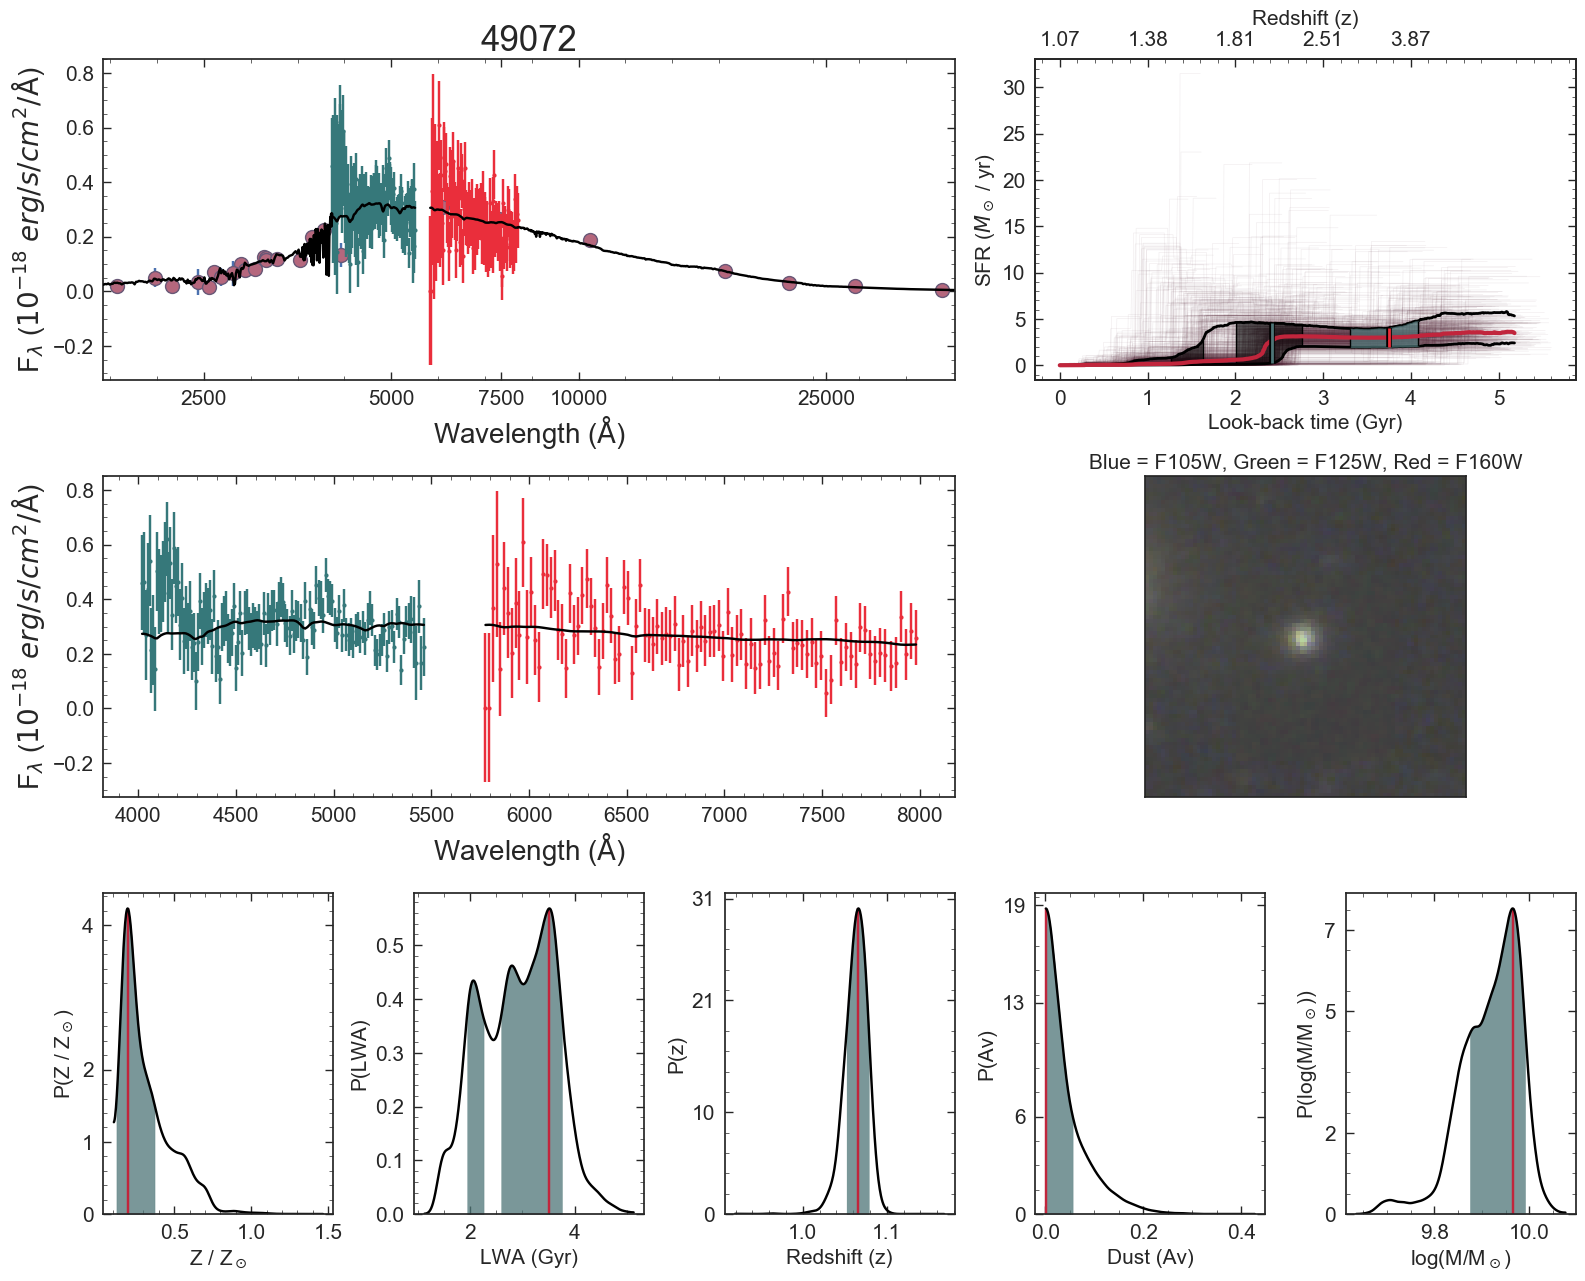 49072
0.8
0.6
0.4
0.2
0.0
−0.2
F_λ (10^−18 erg/s/cm^2/Å)
2500 5000 7500 10000 25000
Wavelength (Å)
Redshift (z)
1.07 1.38 1.81 2.51 3.87
30
25
20
15
10
5
0
SFR (M_⊙ / yr)
0 1 2 3 4 5
Look-back time (Gyr)
0.8
0.6
0.4
0.2
0.0
−0.2
F_λ (10^−18 erg/s/cm^2/Å)
4000 4500 5000 5500 6000 6500 7000 7500 8000
Wavelength (Å)
Blue = F105W, Green = F125W, Red = F160W
4
2
1
0
P(Z / Z_⊙)
0.5 1.0 1.5
Z / Z_⊙
0.5
0.4
0.3
0.2
0.1
0.0
P(LWA)
2 4
LWA (Gyr)
31
21
10
0
P(z)
1.0 1.1
Redshift (z)
19
13
6
0
P(Av)
0.0 0.2 0.4
Dust (Av)
7
5
2
0
P(log(M/M_⊙))
9.8 10.0
log(M/M_⊙)